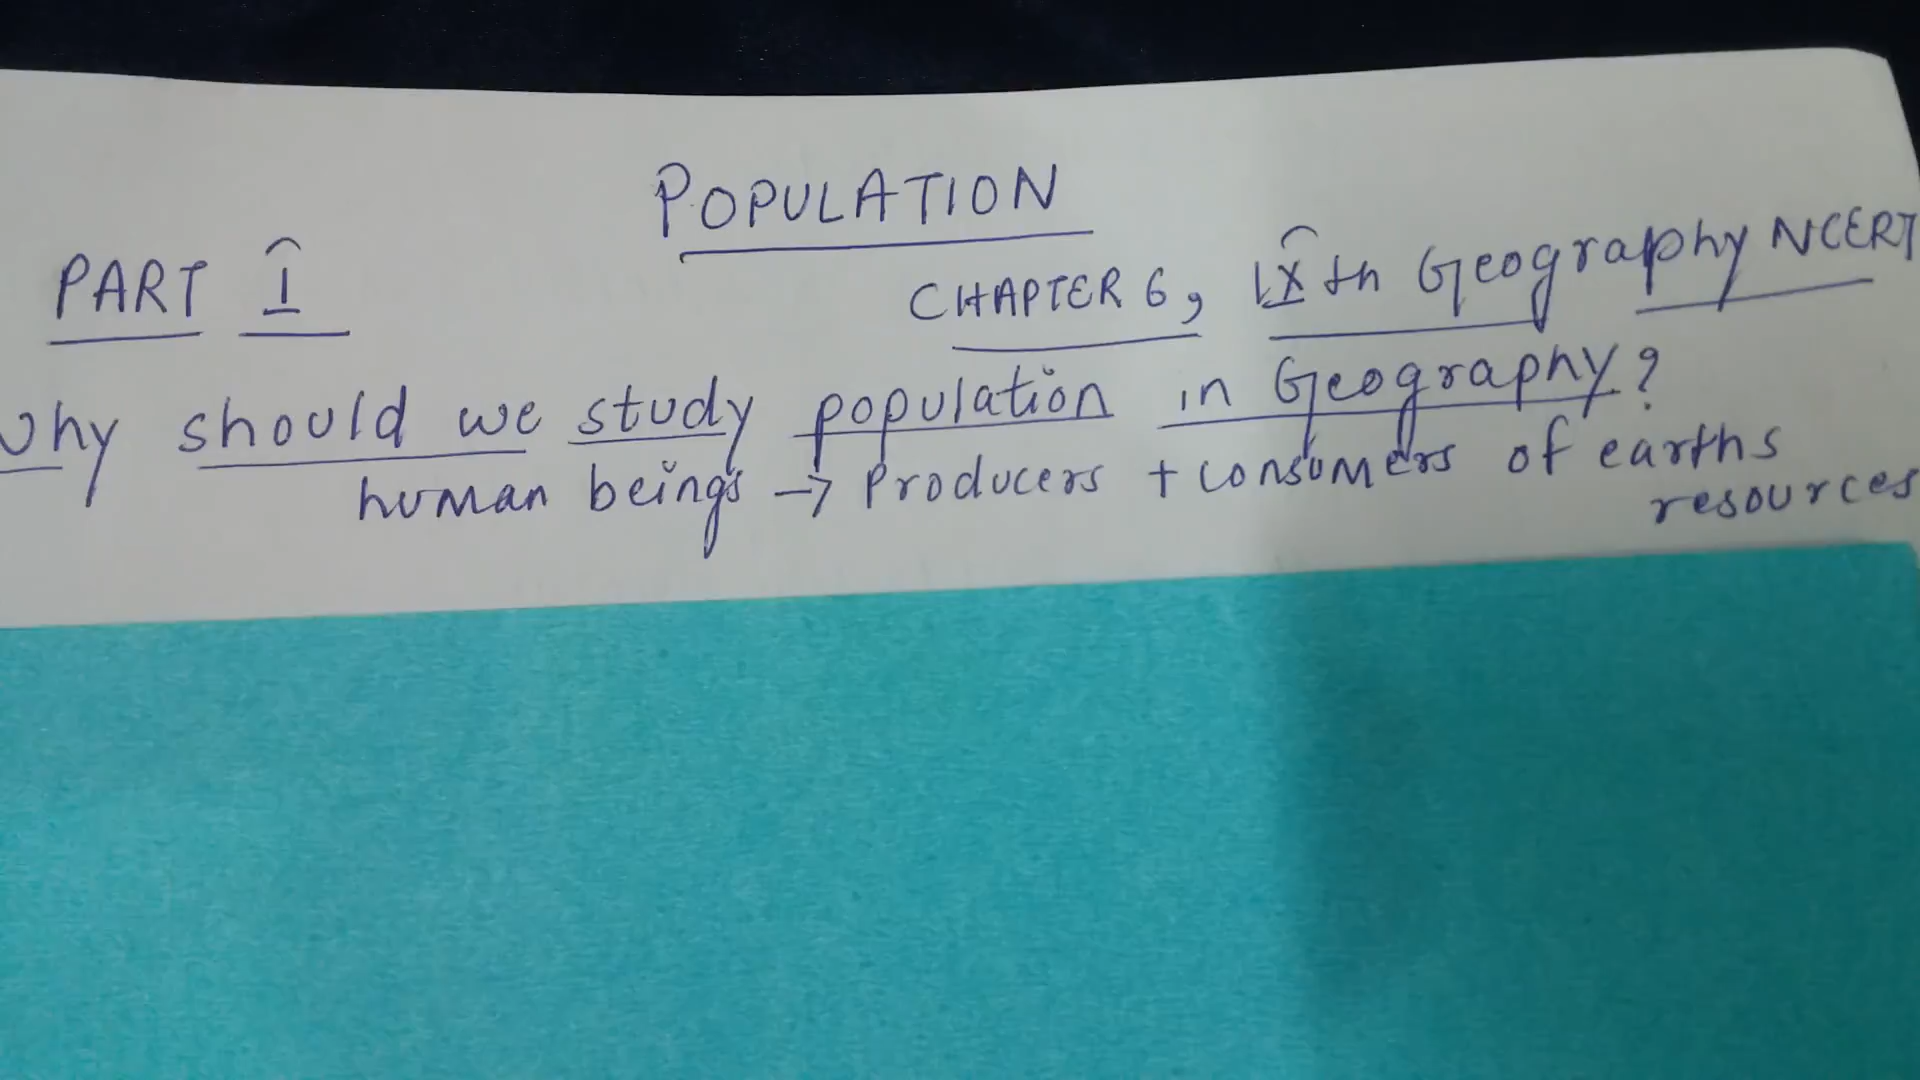 POPULATION
PART I
CHAPTER 6, IXth Geography NCERT
Why should we study population in Geography?
human beings → Producers + consumers of earths
resources